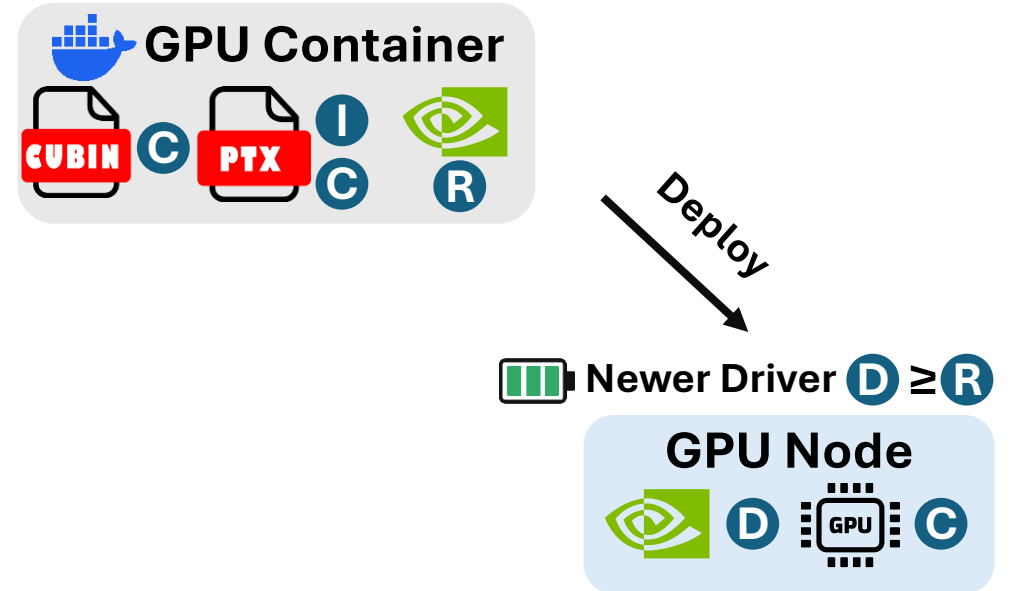 GPU Container
CUBIN C PTX I
C
R
Deploy
Newer Driver D ≥ R
GPU Node
D GPU C